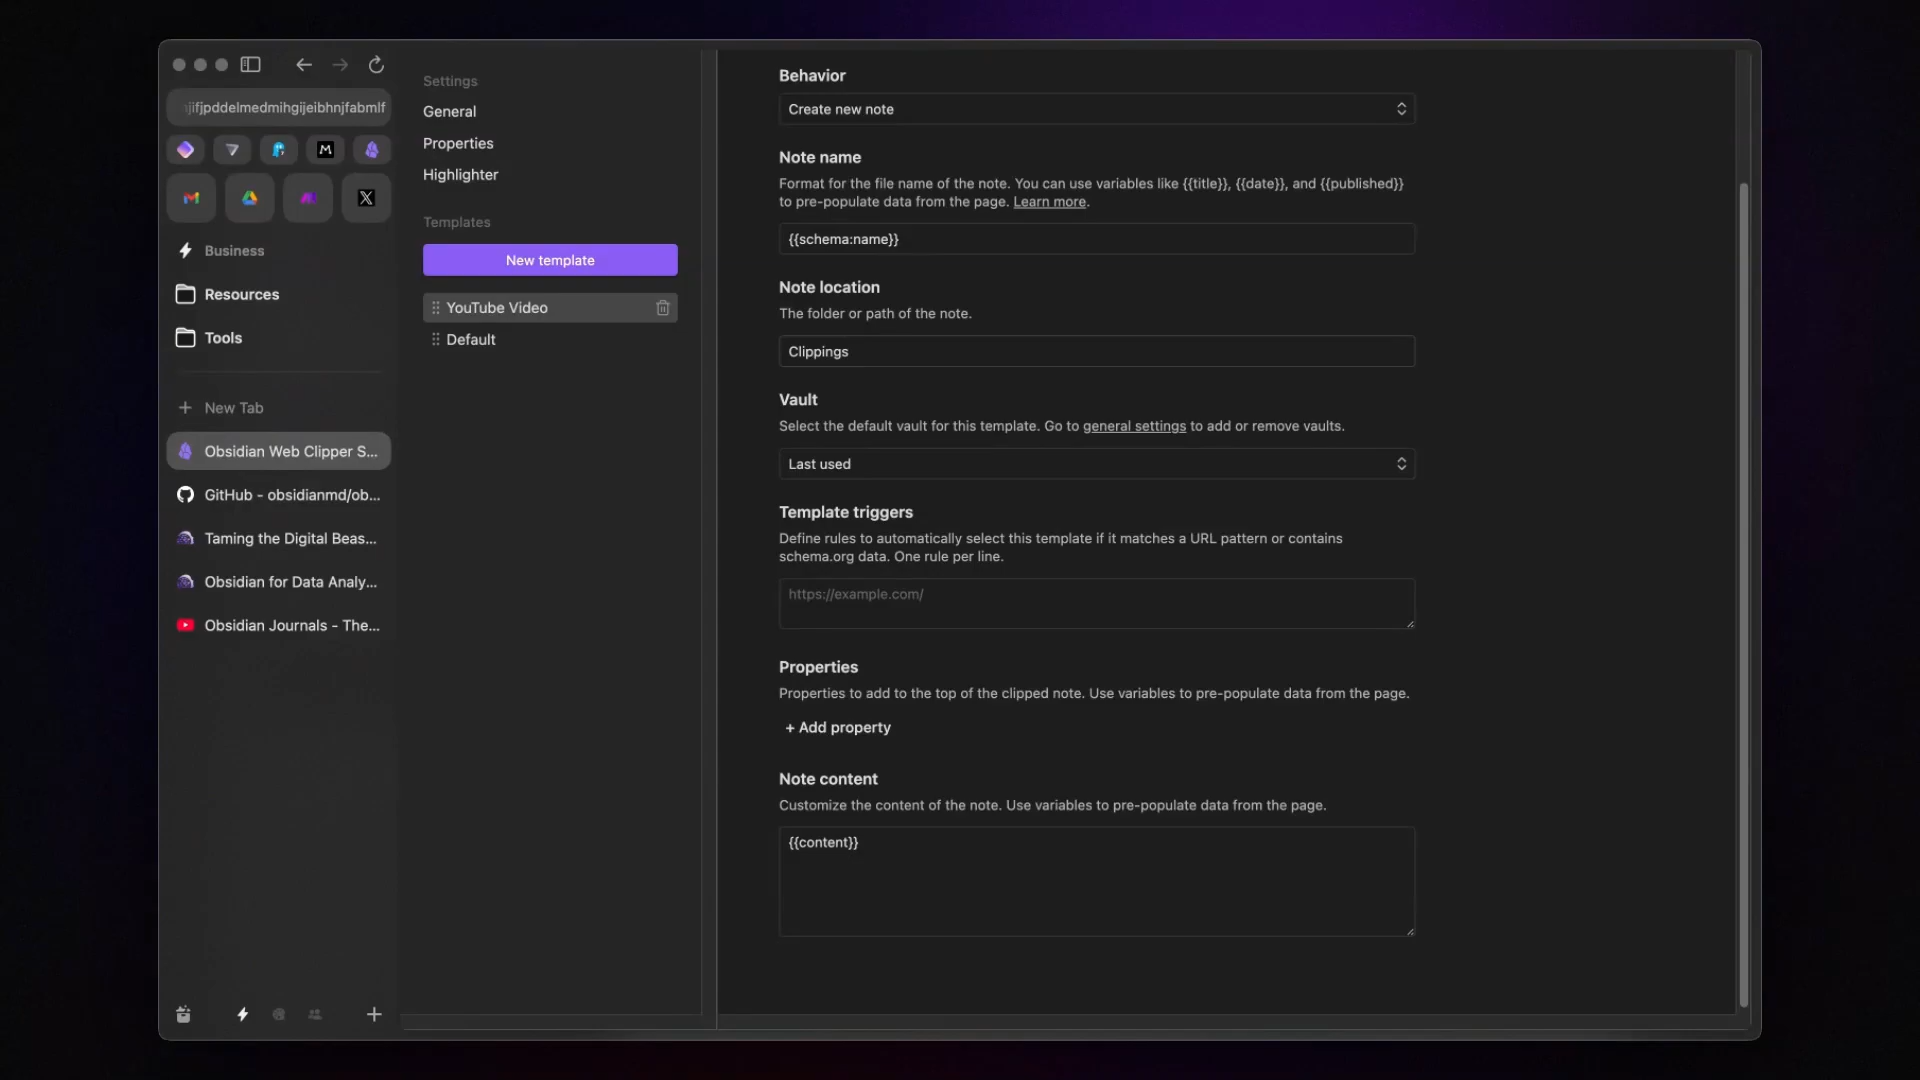 jifjpddelmedmihgijeibhnjfabmlf
Business
Resources
Tools
New Tab
Obsidian Web Clipper S...
GitHub - obsidianmd/ob...
Taming the Digital Beas...
Obsidian for Data Analy...
Obsidian Journals - The...
Settings
General
Properties
Highlighter
Templates
New template
YouTube Video
Default
Behavior
Create new note
Note name
Format for the file name of the note. You can use variables like {{title}}, {{date}}, and {{published}}
to pre-populate data from the page. Learn more.
{{schema:name}}
Note location
The folder or path of the note.
Clippings
Vault
Select the default vault for this template. Go to general settings to add or remove vaults.
Last used
Template triggers
Define rules to automatically select this template if it matches a URL pattern or contains
schema.org data. One rule per line.
https://example.com/
Properties
Properties to add to the top of the clipped note. Use variables to pre-populate data from the page.
+ Add property
Note content
Customize the content of the note. Use variables to pre-populate data from the page.
{{content}}